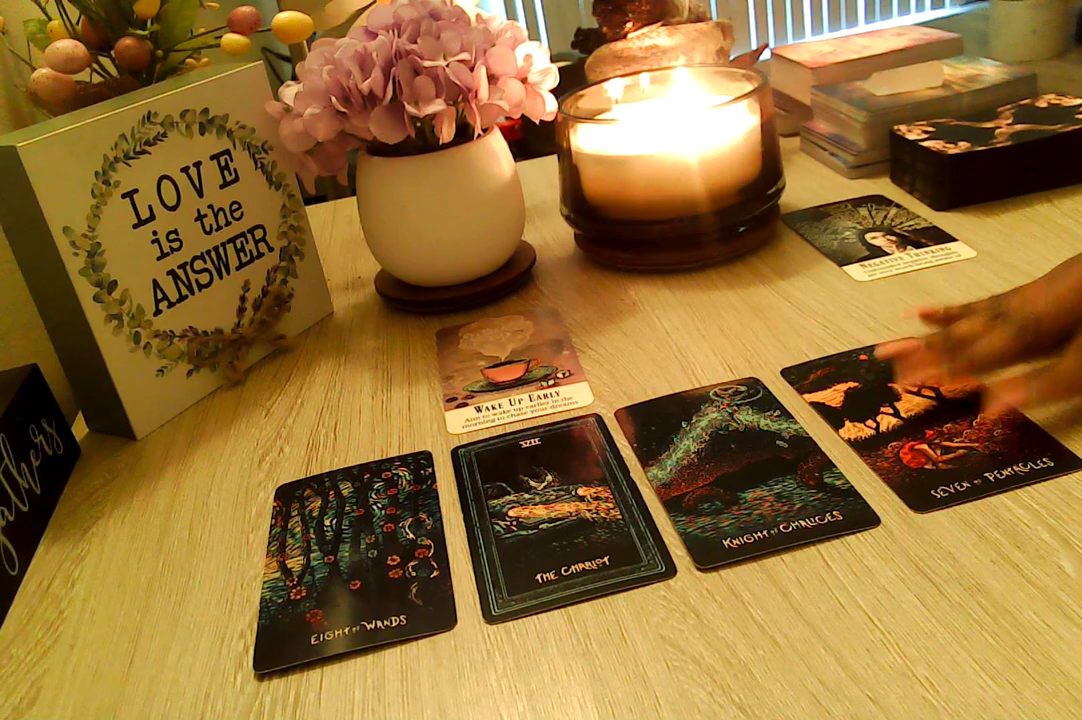 LOVE
is the
ANSWER
gathers
NEGATIVE THINKING
WAKE UP EARLY
Aim to wake up earlier in the
morning to chase your dreams
EIGHT OF WANDS
VII
THE CHARIOT
KNIGHT OF CHALICES
SEVEN OF PENTACLES